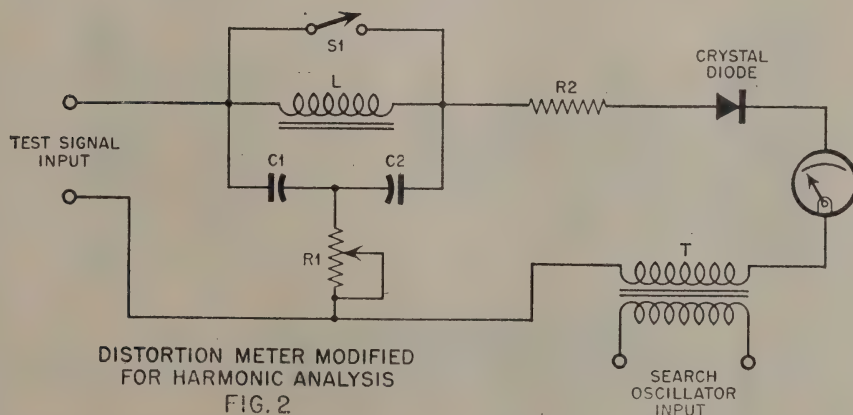 S1
CRYSTAL
DIODE
L
R2
TEST SIGNAL
INPUT
C1
C2
R1
T
DISTORTION METER MODIFIED
FOR HARMONIC ANALYSIS
FIG. 2
SEARCH
OSCILLATOR
INPUT